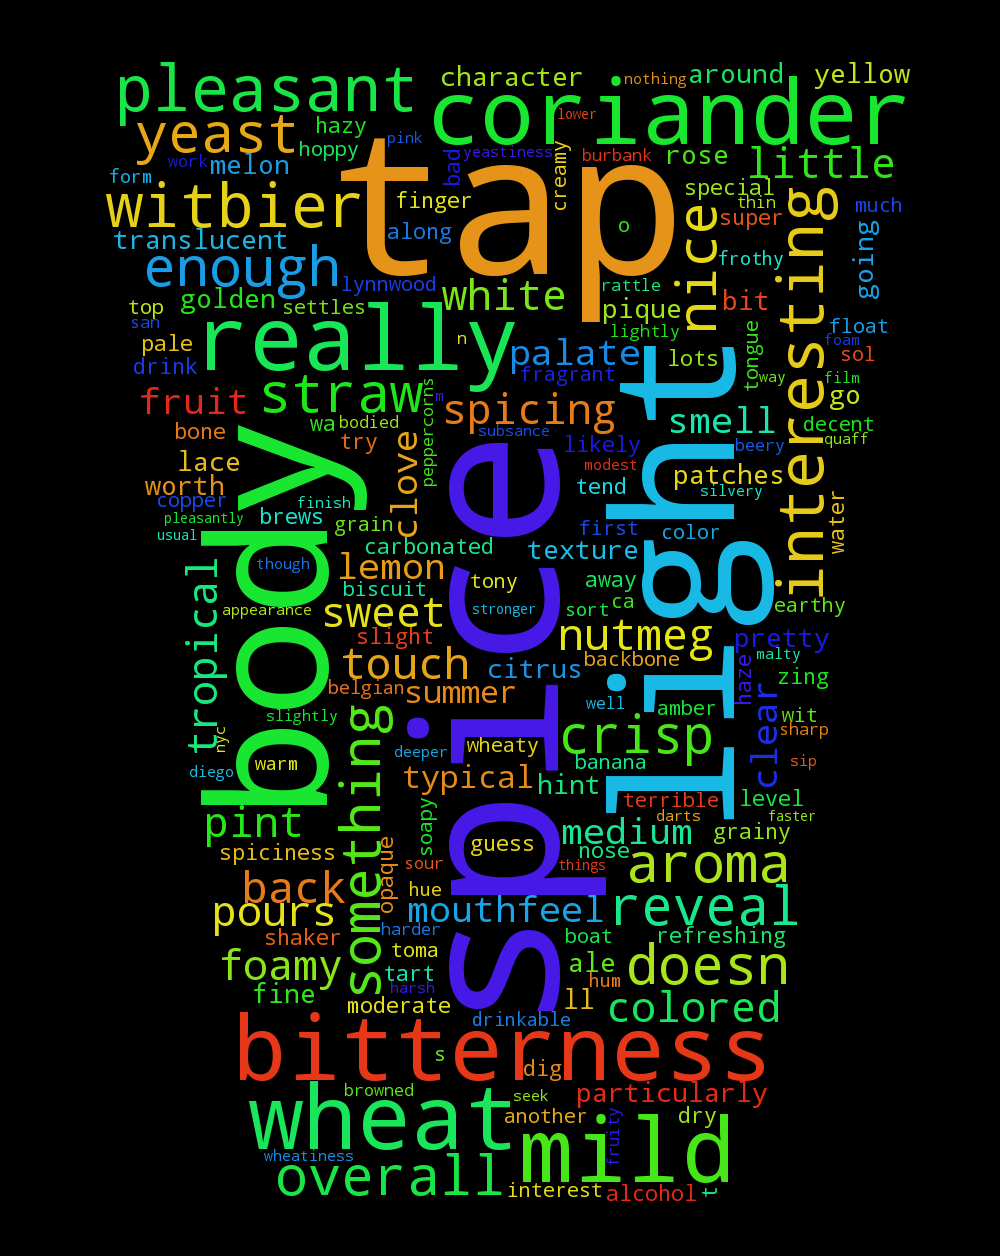 pleasant
character
nothing
around
yellow
coriander
lower
yeast
hazy
hoppy
pink
tap
bad
yeastiness
creamy
burbank
rose
little
work
melon
form
witbier
finger
special
thin
super
nice
interesting
much
translucent
along
o
frothy
going
enough
lynnwood
golden
settles
white
rattle
pique
bit
top
san
pale
drink
really
n
lightly
lots
tongue
float
foam
sol
palate
fragrant
light
way
film
go
fruit
straw
m
peppercorns
spicing
smell
decent
quaff
bone
wa
bodied
try
clove
subsance
likely
beery
lace
worth
modest
patches
copper
finish
tend
silvery
water
pleasantly
usual
brews
grain
first
color
body
carbonated
texture
though
lemon
biscuit
tony
away
tropical
appearance
sweet
stronger
sort
ca
earthy
slight
nutmeg
pretty
touch
citrus
backbone
malty
haze
belgian
summer
well
zing
slightly
amber
clear
wit
nyc
something
spice
crisp
sharp
diego
warm
deeper
wheaty
banana
sip
typical
hint
terrible
level
pint
soapy
darts
faster
medium
grainy
spiciness
opaque
guess
nose
sour
things
aroma
back
hue
pours
mouthfeel
reveal
shaker
harder
boat
refreshing
foamy
toma
ale
doesn
tart
harsh
hum
fine
moderate
ll
colored
drinkable
bitterness
s
dig
browned
seek
particularly
wheat
another
dry
mild
fruity
wheatiness
overall
interest
alcohol
t